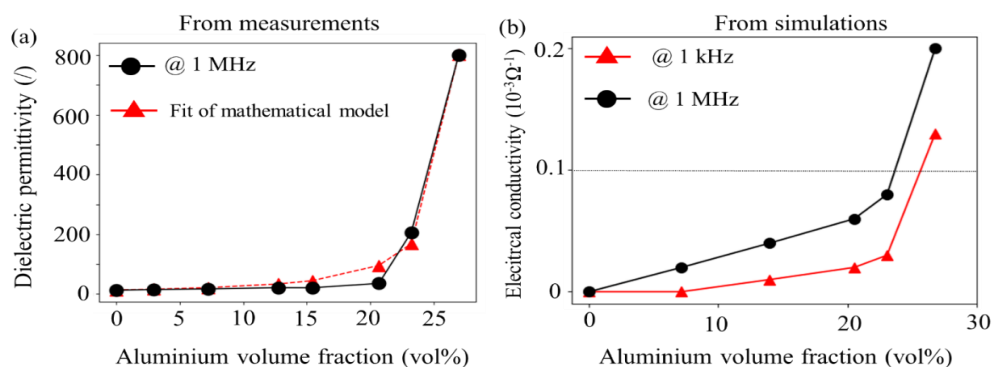 From measurements
(a)
Dielectric permittivity (/)
800
600
400
200
0
@ 1 MHz
Fit of mathematical model
0
5
10
15
20
25
Aluminium volume fraction (vol%)
From simulations
(b)
Elecitrcal conductivity (10⁻³Ω⁻¹)
0.2
0.1
0
@ 1 kHz
@ 1 MHz
0
10
20
30
Aluminium volume fraction (vol%)